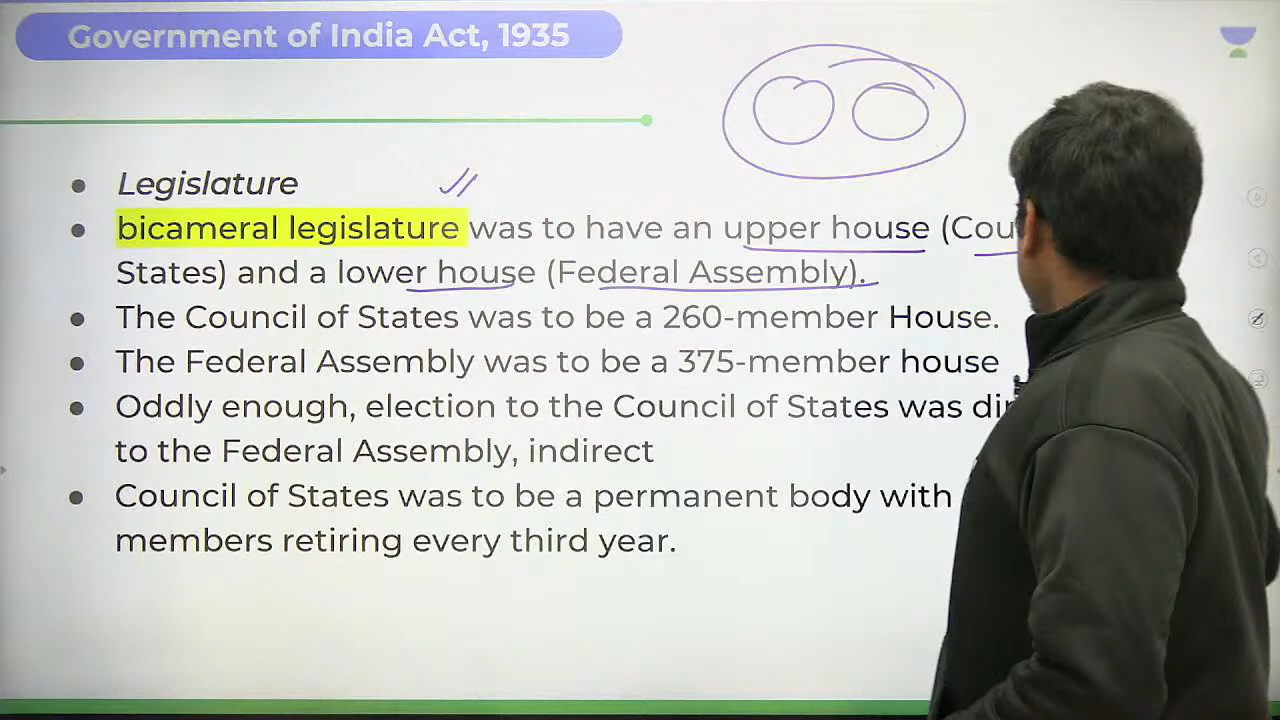 Government of India Act, 1935
Legislature
bicameral legislature was to have an upper house (
States) and a lower house (Federal Assembly).
The Council of States was to be a 260-member House.
The Federal Assembly was to be a 375-member house
Oddly enough, election to the Council of States was
to the Federal Assembly, indirect
Council of States was to be a permanent body with
members retiring every third year.